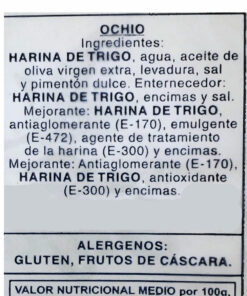 OCHIO
Ingredientes:
HARINA DE TRIGO, agua, aceite de
oliva virgen extra, levadura, sal
y pimentón dulce. Enternecedor:
HARINA DE TRIGO, encimas y sal.
Mejorante: HARINA DE TRIGO,
antiaglomerante (E-170), emulgente
(E-472), agente de tratamiento
de la harina (E-300) y encimas.
Mejorante: Antiaglomerante (E-170),
HARINA DE TRIGO, antioxidante
(E-300) y encimas.
ALERGENOS:
GLUTEN, FRUTOS DE CÁSCARA.
VALOR NUTRICIONAL MEDIO por 100g.